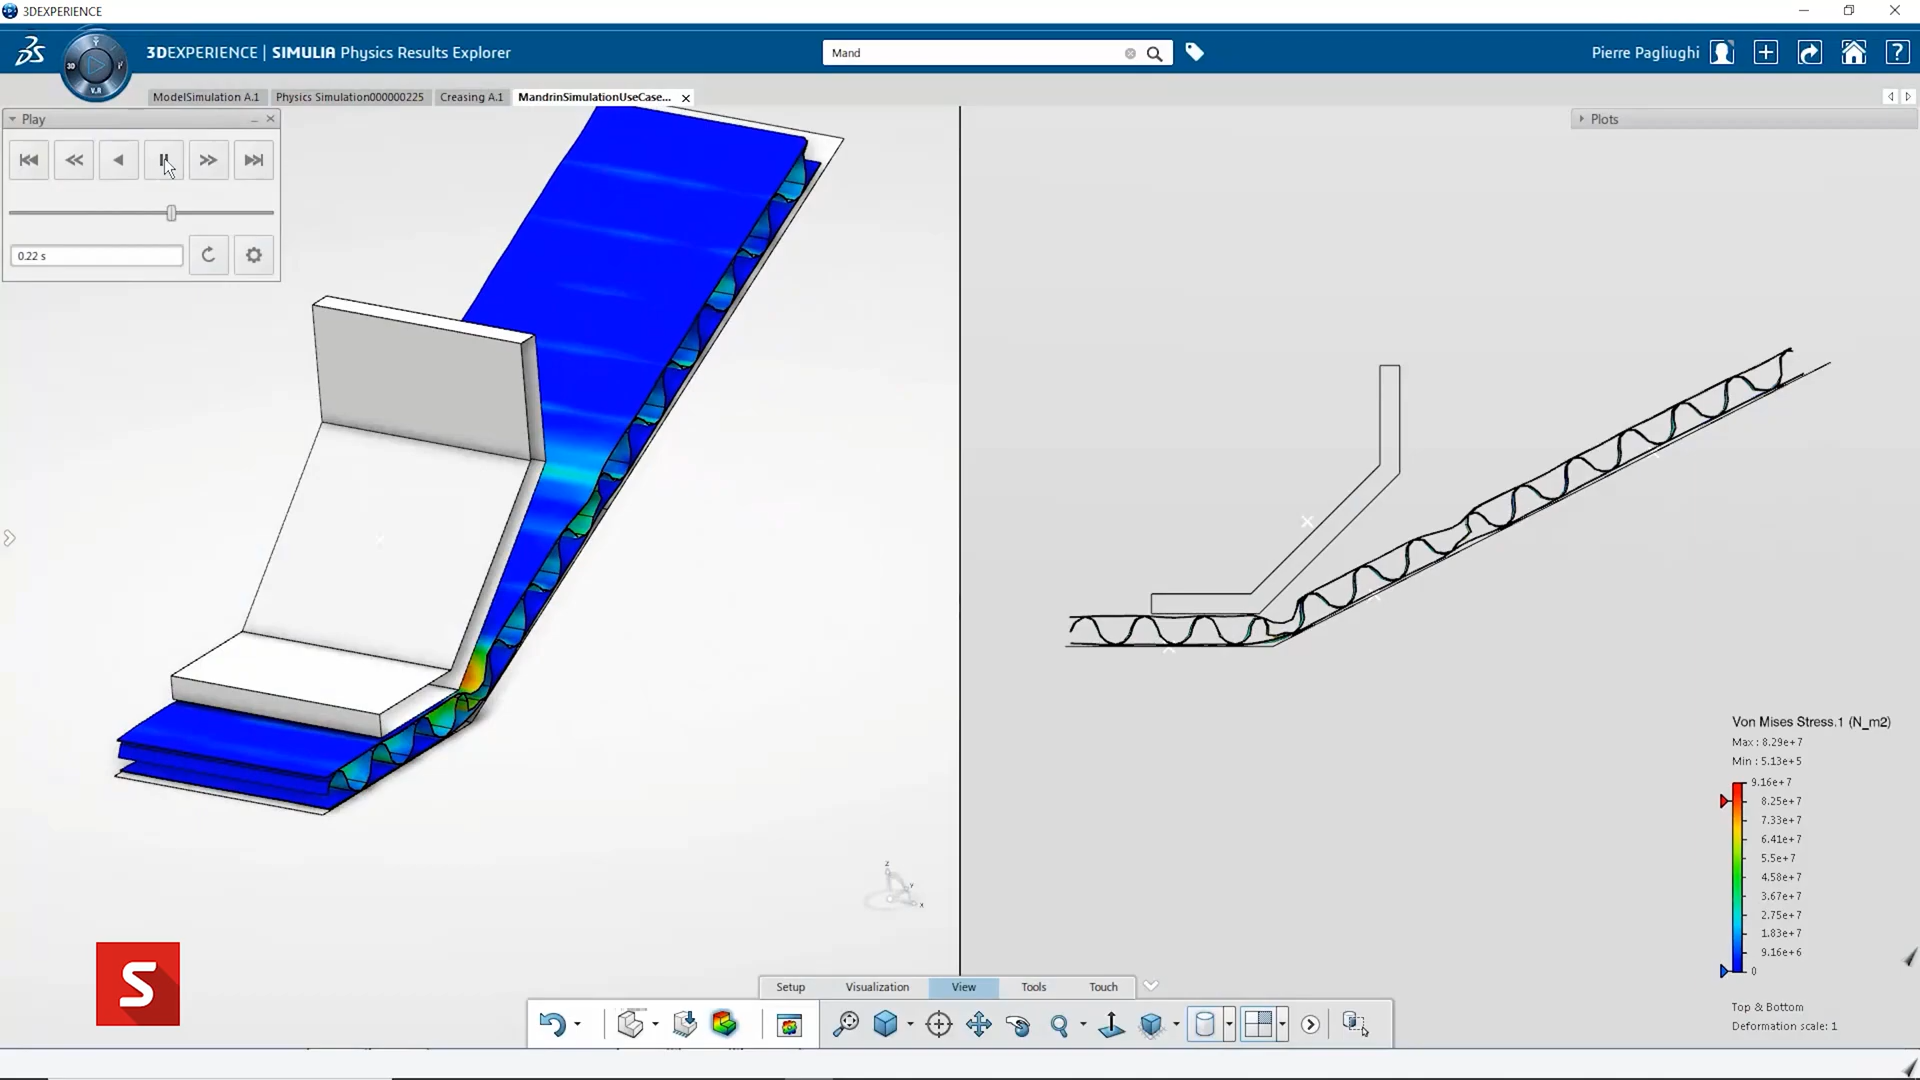 3DEXPERIENCE
3DEXPERIENCE | SIMULIA Physics Results Explorer
Mand
Pierre Pagliughi
3D
V.R
ModelSimulation A.1
Physics Simulation000000225
Creasing A.1
MandrinSimulationUseCase...
Play
Plots
0.22 s
z
y
x
Von Mises Stress.1 (N_m2)
Max : 8.29e+7
Min : 5.13e+5
9.16e+7
8.25e+7
7.33e+7
6.41e+7
5.5e+7
4.58e+7
3.67e+7
2.75e+7
1.83e+7
9.16e+6
0
Top & Bottom
Deformation scale: 1
S
Setup
Visualization
View
Tools
Touch